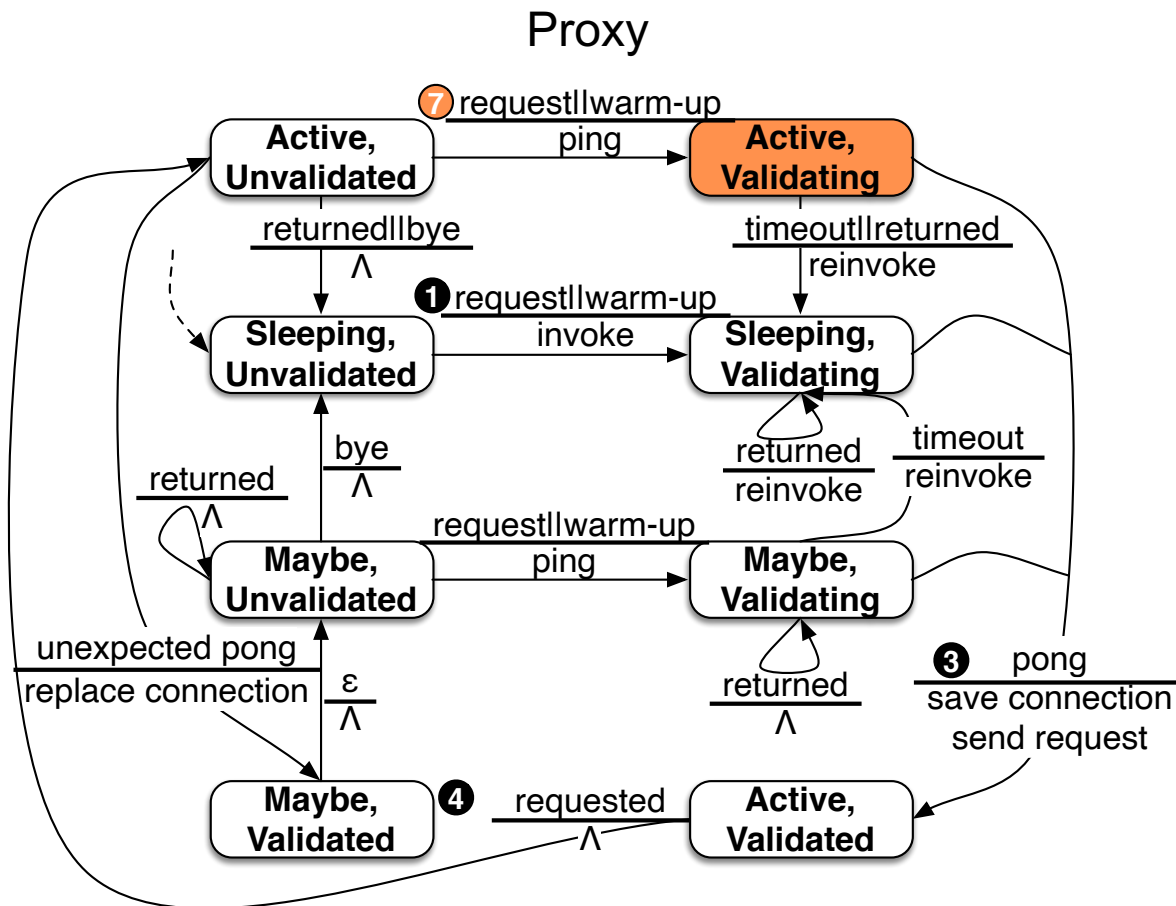 Proxy
7 request||warm-up
ping
Active,
Unvalidated
Active,
Validating
returned||bye
Λ
timeout||returned
reinvoke
1 request||warm-up
invoke
Sleeping,
Unvalidated
Sleeping,
Validating
returned
reinvoke
timeout
reinvoke
bye
Λ
returned
Λ
request||warm-up
ping
Maybe,
Unvalidated
Maybe,
Validating
unexpected pong
replace connection
ε
Λ
returned
Λ
3 pong
save connection
send request
Maybe,
Validated
4 requested
Λ
Active,
Validated